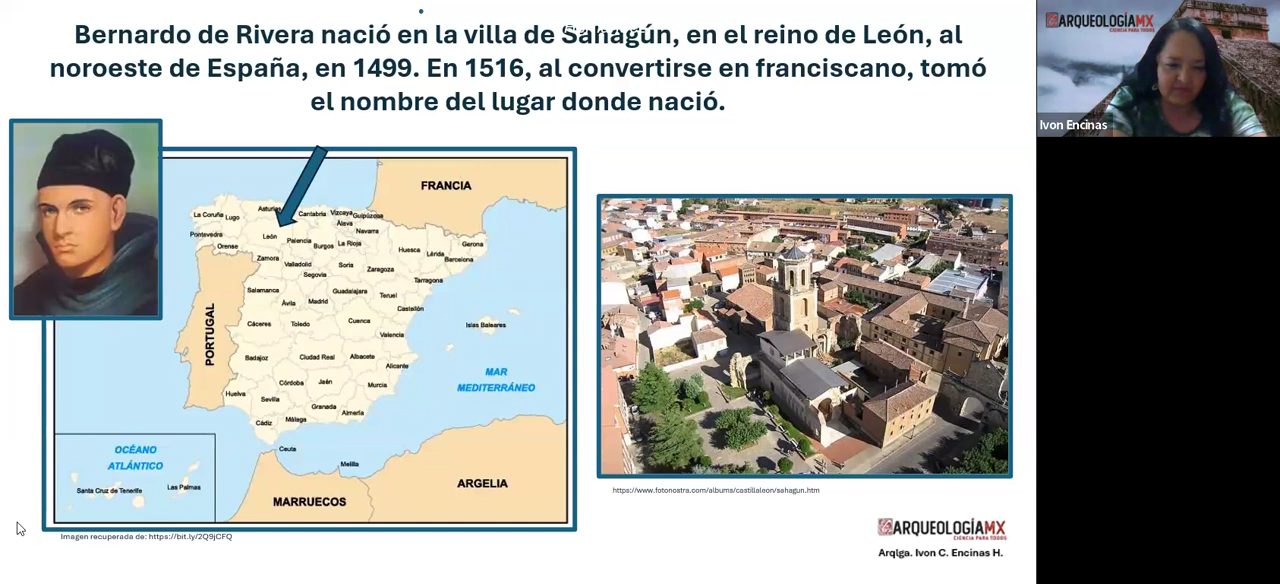 Bernardo de Rivera nació en la villa de Sahagún, en el reino de León, al
noroeste de España, en 1499. En 1516, al convertirse en franciscano, tomó
el nombre del lugar donde nació.
ARQUEOLOGÍAMX
CIENCIA PARA TODOS
Ivon Encinas
FRANCIA
La Coruña
Lugo
Asturias
Cantabria
Vizcaya
Guipúzcoa
Álava
Navarra
Pontevedra
Orense
León
Palencia
Burgos
La Rioja
Huesca
Lérida
Gerona
Barcelona
Zamora
Valladolid
Soria
Zaragoza
Segovia
Tarragona
Salamanca
Ávila
Madrid
Guadalajara
Teruel
Castellón
PORTUGAL
Cáceres
Toledo
Cuenca
Valencia
Islas Baleares
Badajoz
Ciudad Real
Albacete
Alicante
MAR
MEDITERRÁNEO
Córdoba
Jaén
Murcia
Huelva
Sevilla
Granada
Almería
Cádiz
Málaga
OCÉANO
ATLÁNTICO
Ceuta
Melilla
Santa Cruz de Tenerife
Las Palmas
MARRUECOS
ARGELIA
Imagen recuperada de: https://bit.ly/2Q9jCFQ
https://www.fotonostra.com/albums/castillaleon/sahagun.htm
ARQUEOLOGÍAMX
CIENCIA PARA TODOS
Arqlga. Ivon C. Encinas H.